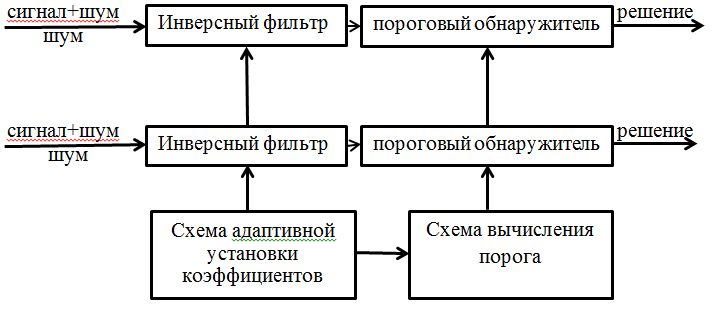 сигнал+шум
шум
Инверсный фильтр
пороговый обнаружитель
решение
сигнал+шум
шум
Инверсный фильтр
пороговый обнаружитель
решение
Схема адаптивной
установки
коэффициентов
Схема вычисления
порога